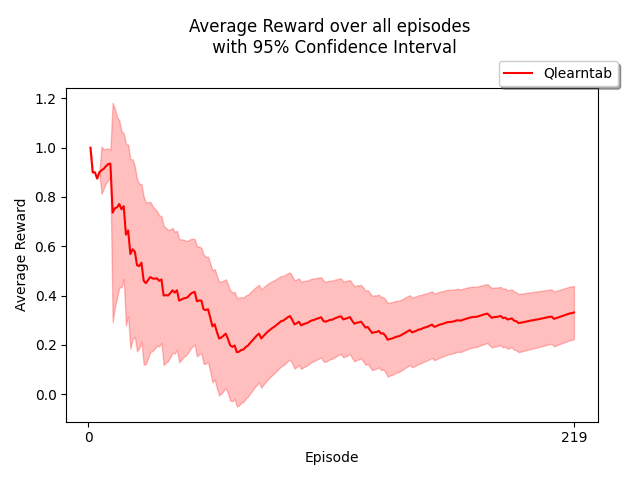 Average Reward over all episodes
with 95% Confidence Interval
Qlearntab
1.2
1.0
0.8
0.6
0.4
0.2
0.0
Average Reward
0
219
Episode